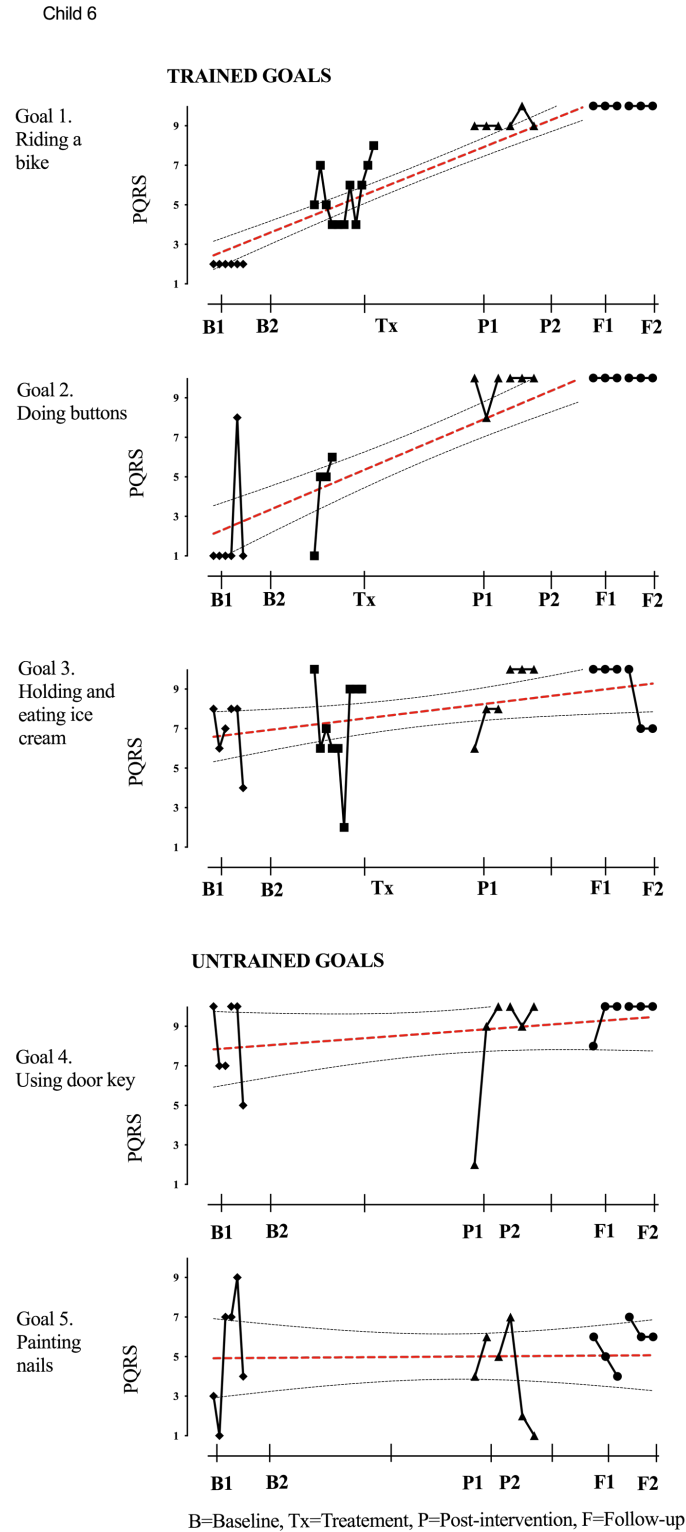 Child 6
TRAINED GOALS
Goal 1.
Riding a
bike
PQRS
9
7
5
3
1
B1 B2 Tx P1 P2 F1 F2
Goal 2.
Doing buttons
PQRS
9
7
5
3
1
B1 B2 Tx P1 P2 F1 F2
Goal 3.
Holding and
eating ice
cream
PQRS
9
7
5
3
1
B1 B2 Tx P1 F1 F2
UNTRAINED GOALS
Goal 4.
Using door key
PQRS
9
7
5
3
1
B1 B2 P1 P2 F1 F2
Goal 5.
Painting
nails
PQRS
9
7
5
3
1
B1 B2 P1 P2 F1 F2
B=Baseline, Tx=Treatement, P=Post-intervention, F=Follow-up